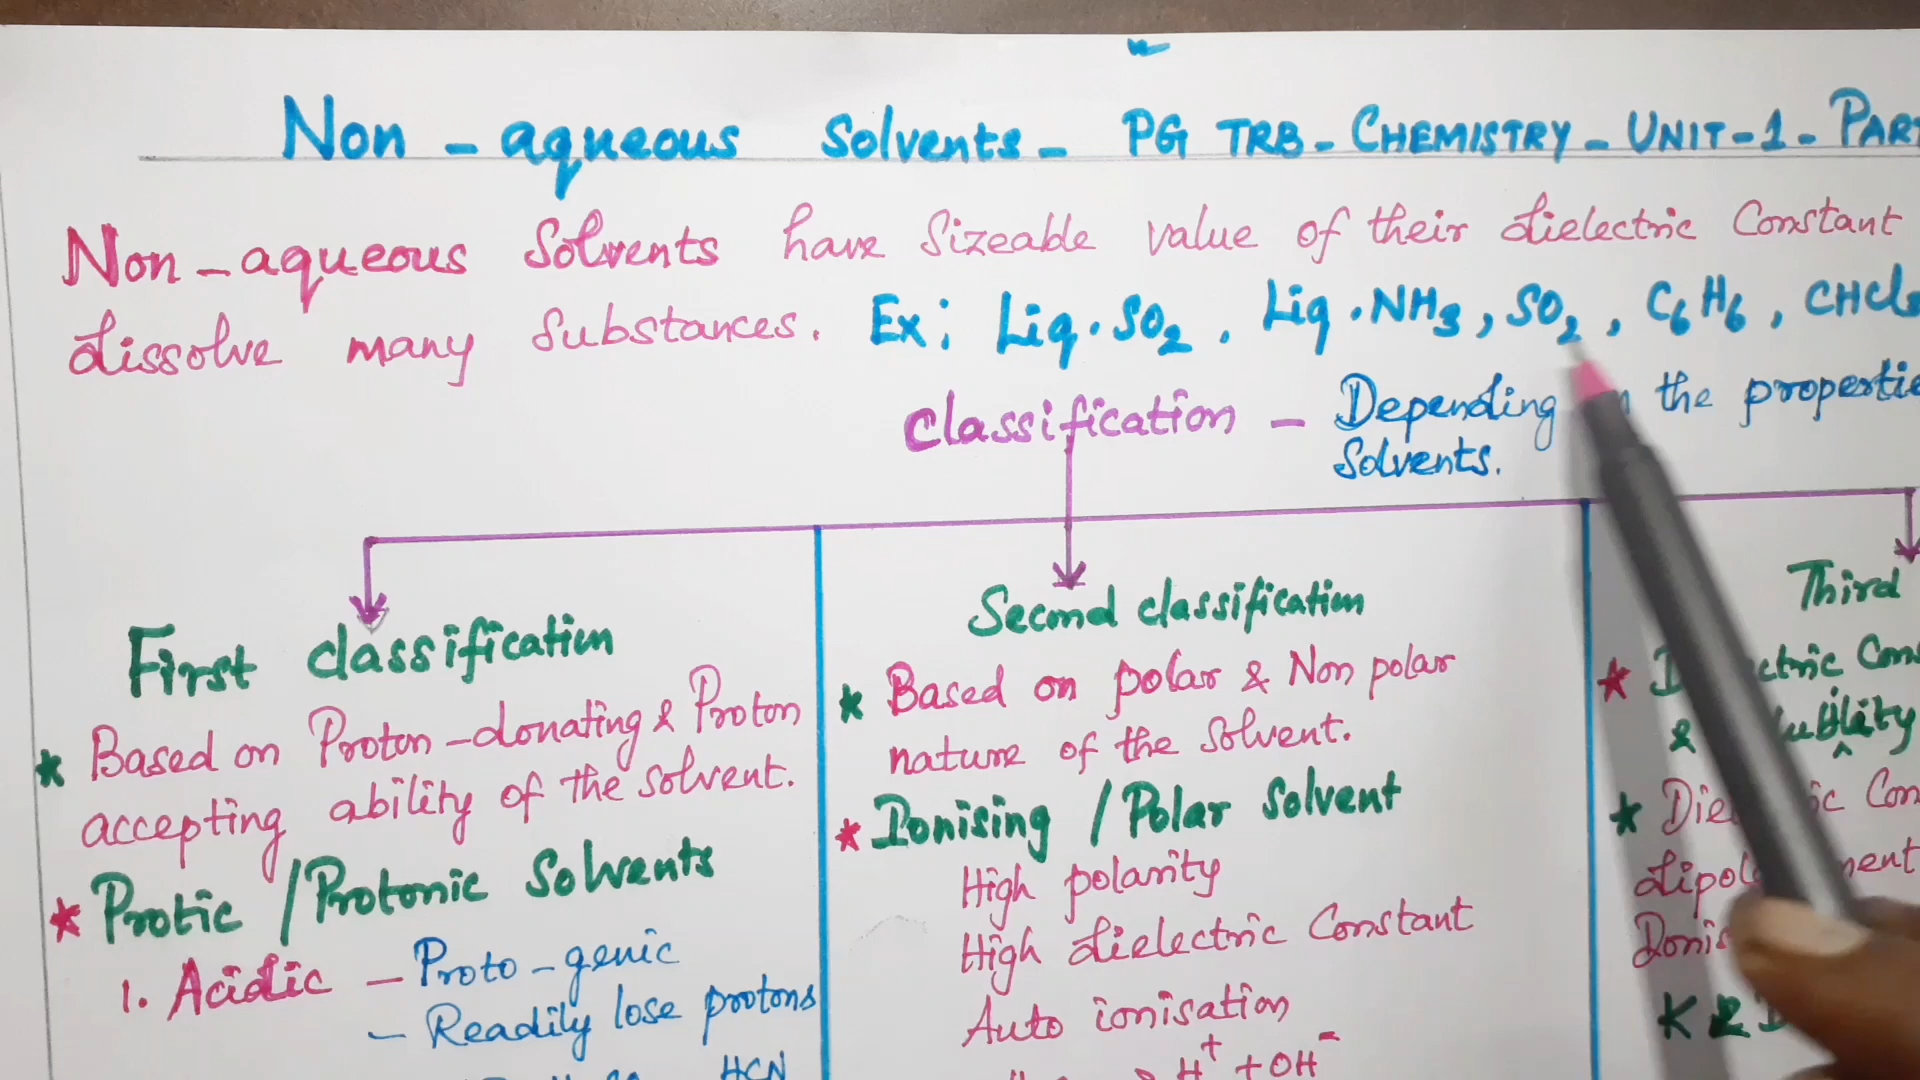 Non-aqueous Solvents - PG TRB - CHEMISTRY - UNIT-1 - PART
Non-aqueous Solvents have Sizeable value of their dielectric Constant
dissolve many Substances. Ex: Liq.SO2, Liq.NH3, SO2, C6H6, CHCl3
Classification - Depending the
Solvents.
First classification
* Based on Proton-donating & Proton
accepting ability of the solvent.
* Protic / Protonic Solvents
1. Acidic - Proto-genic
- Readily lose protons
HCN
Second classification
* Based on polar & Non polar
nature of the Solvent.
* Ionising / Polar Solvent
High polarity
High dielectric Constant
Auto ionisation
H+ + OH-
Third
*
&
*
K &